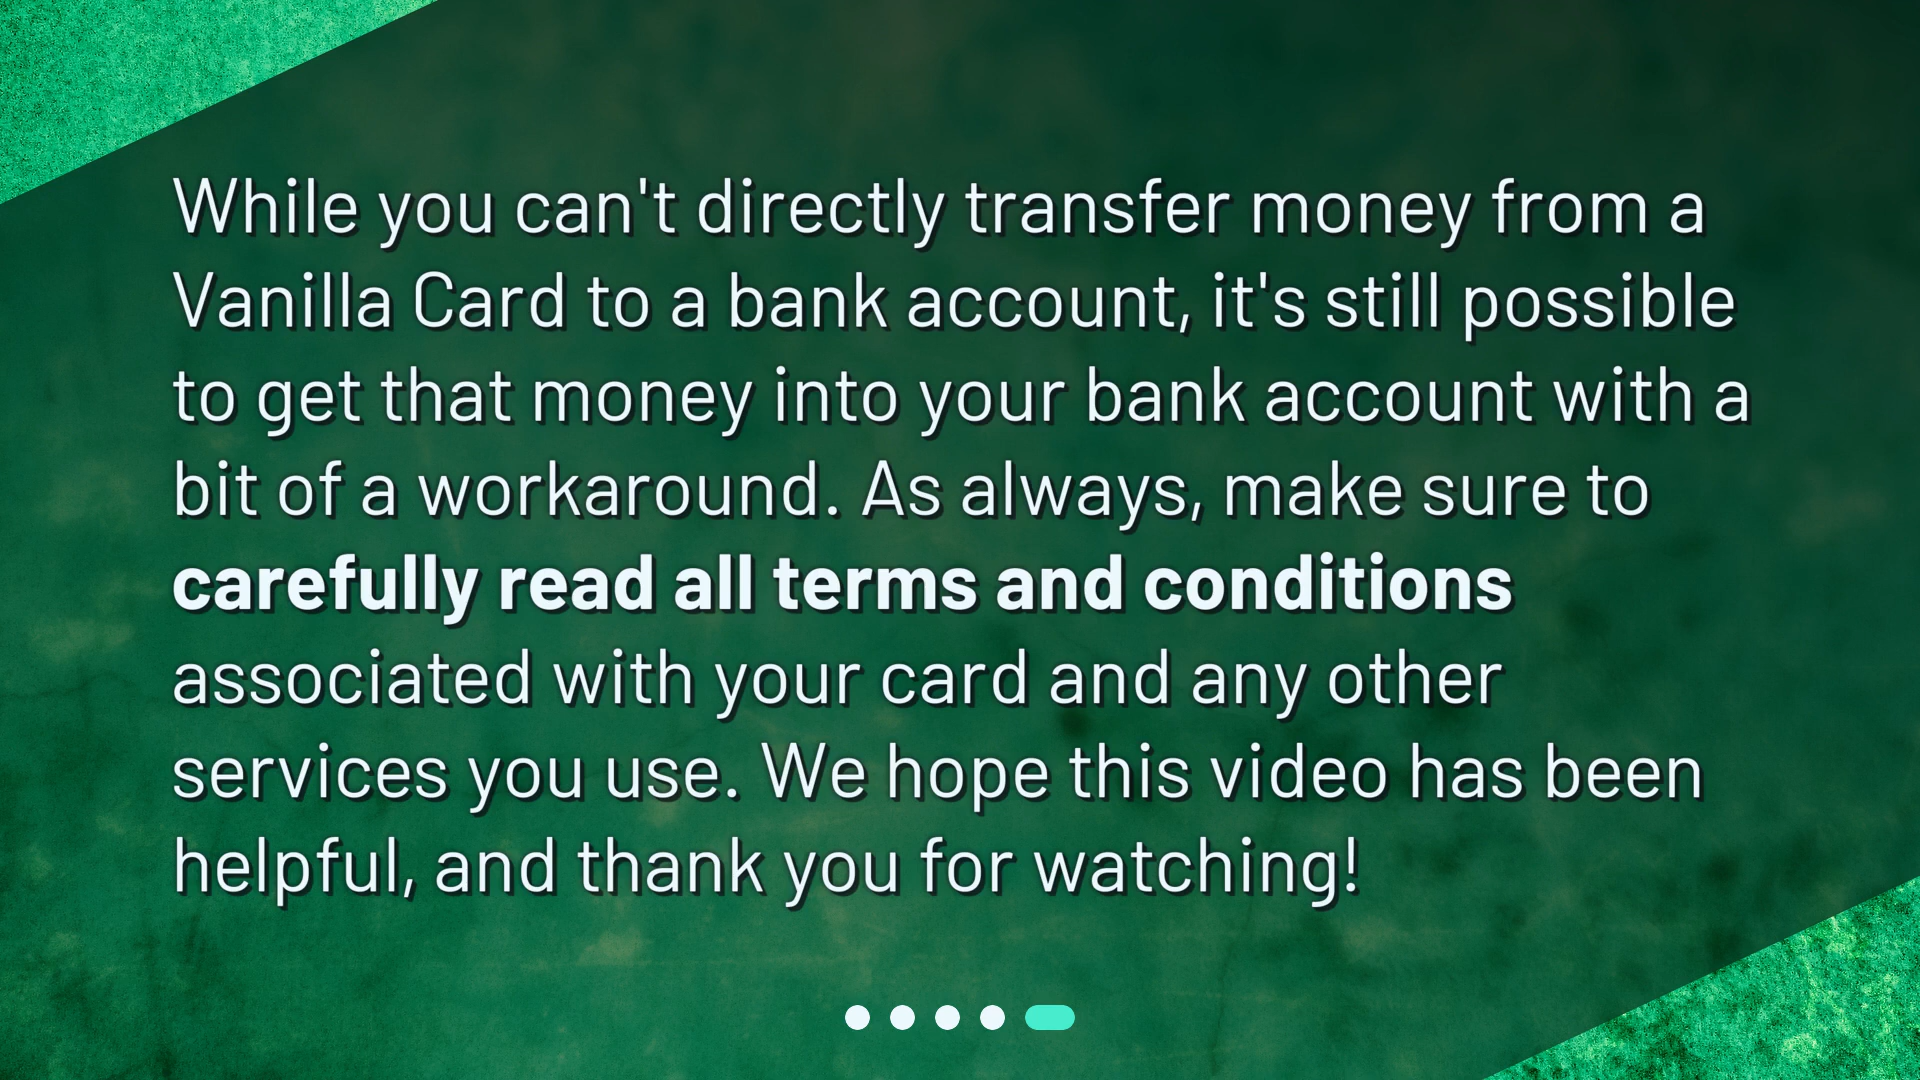 While you can't directly transfer money from a
Vanilla Card to a bank account, it's still possible
to get that money into your bank account with a
bit of a workaround. As always, make sure to
carefully read all terms and conditions
associated with your card and any other
services you use. We hope this video has been
helpful, and thank you for watching!